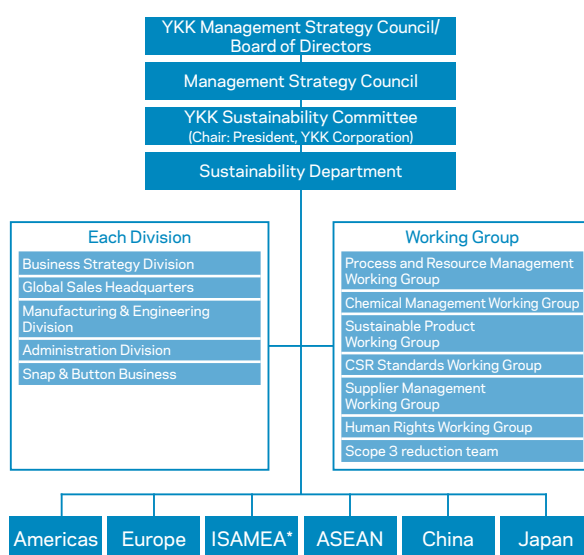 YKK Management Strategy Council/
Board of Directors
Management Strategy Council
YKK Sustainability Committee
(Chair: President, YKK Corporation)
Sustainability Department
Each Division
Business Strategy Division
Global Sales Headquarters
Manufacturing & Engineering
Division
Administration Division
Snap & Button Business
Working Group
Process and Resource Management
Working Group
Chemical Management Working Group
Sustainable Product
Working Group
CSR Standards Working Group
Supplier Management
Working Group
Human Rights Working Group
Scope 3 reduction team
Americas
Europe
ISAMEA*
ASEAN
China
Japan